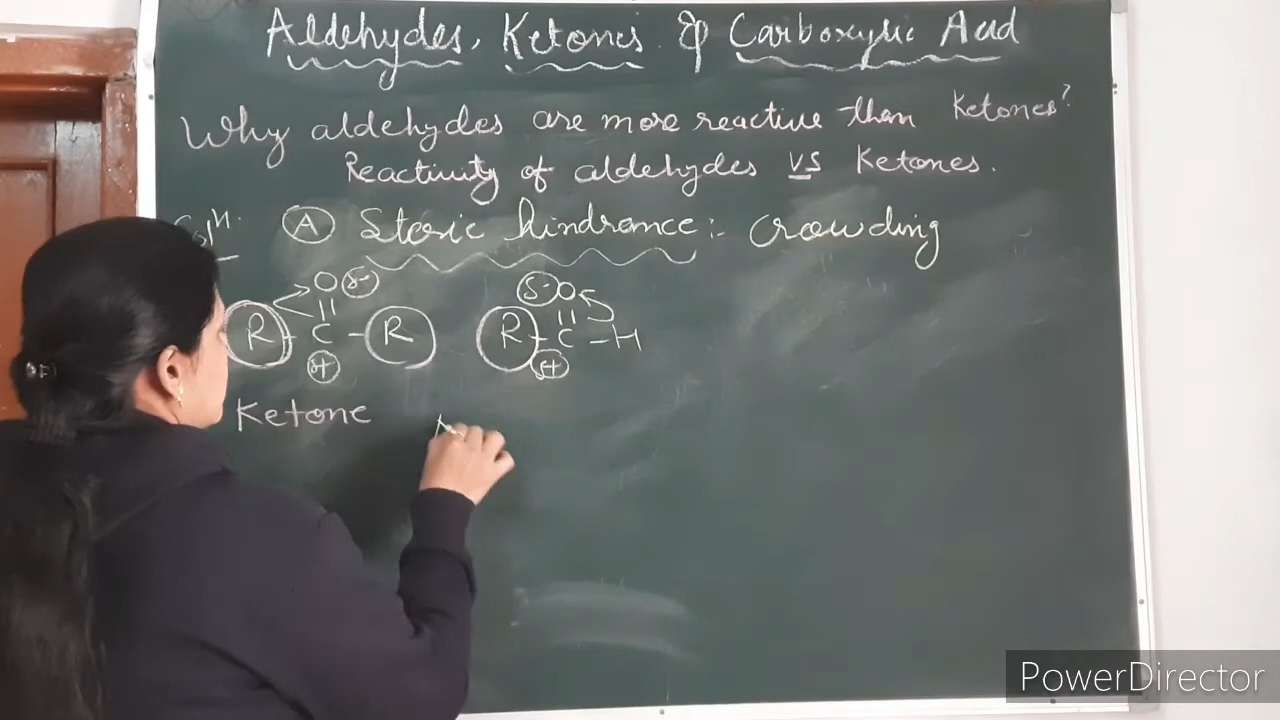 Aldehydes, Ketones & Carboxylic Acid
Why aldehydes are more reactive than Ketones?
Reactivity of aldehydes VS Ketones.
Sol^n. (A) Steric hindrance:- crowding
O δ- δ- O
R - C - R R - C - H
δ+ δ+
Ketone
PowerDirector